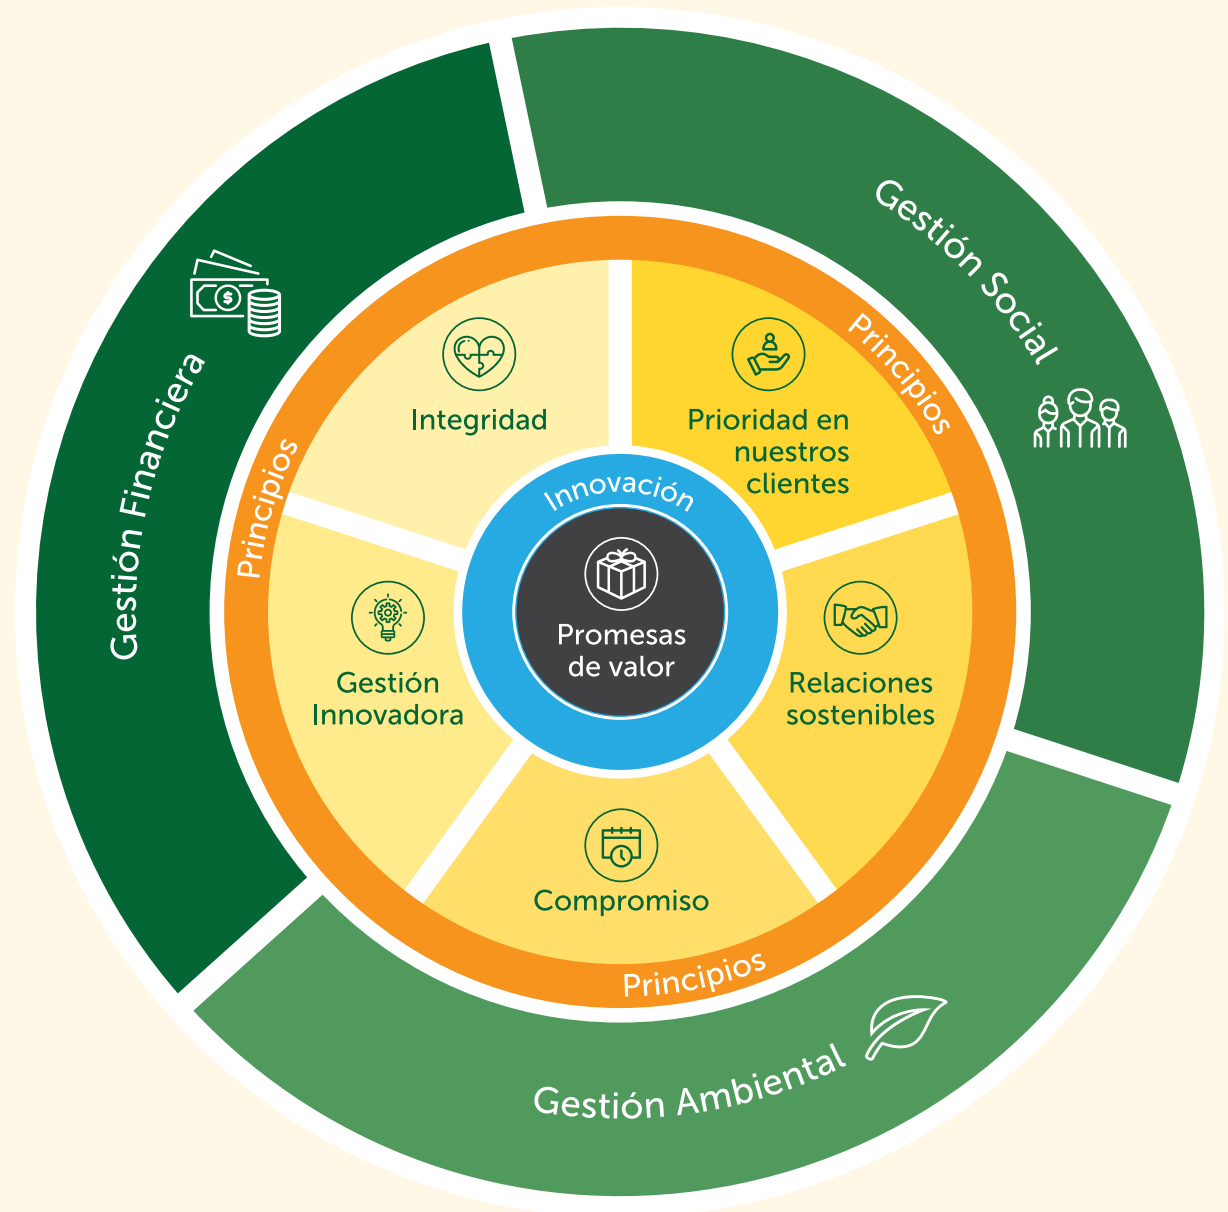 Gestión Financiera
Gestión Social
Gestión Ambiental
Principios
Principios
Principios
Integridad
Prioridad en
nuestros
clientes
Relaciones
sostenibles
Compromiso
Gestión
Innovadora
Innovación
Promesas
de valor
$